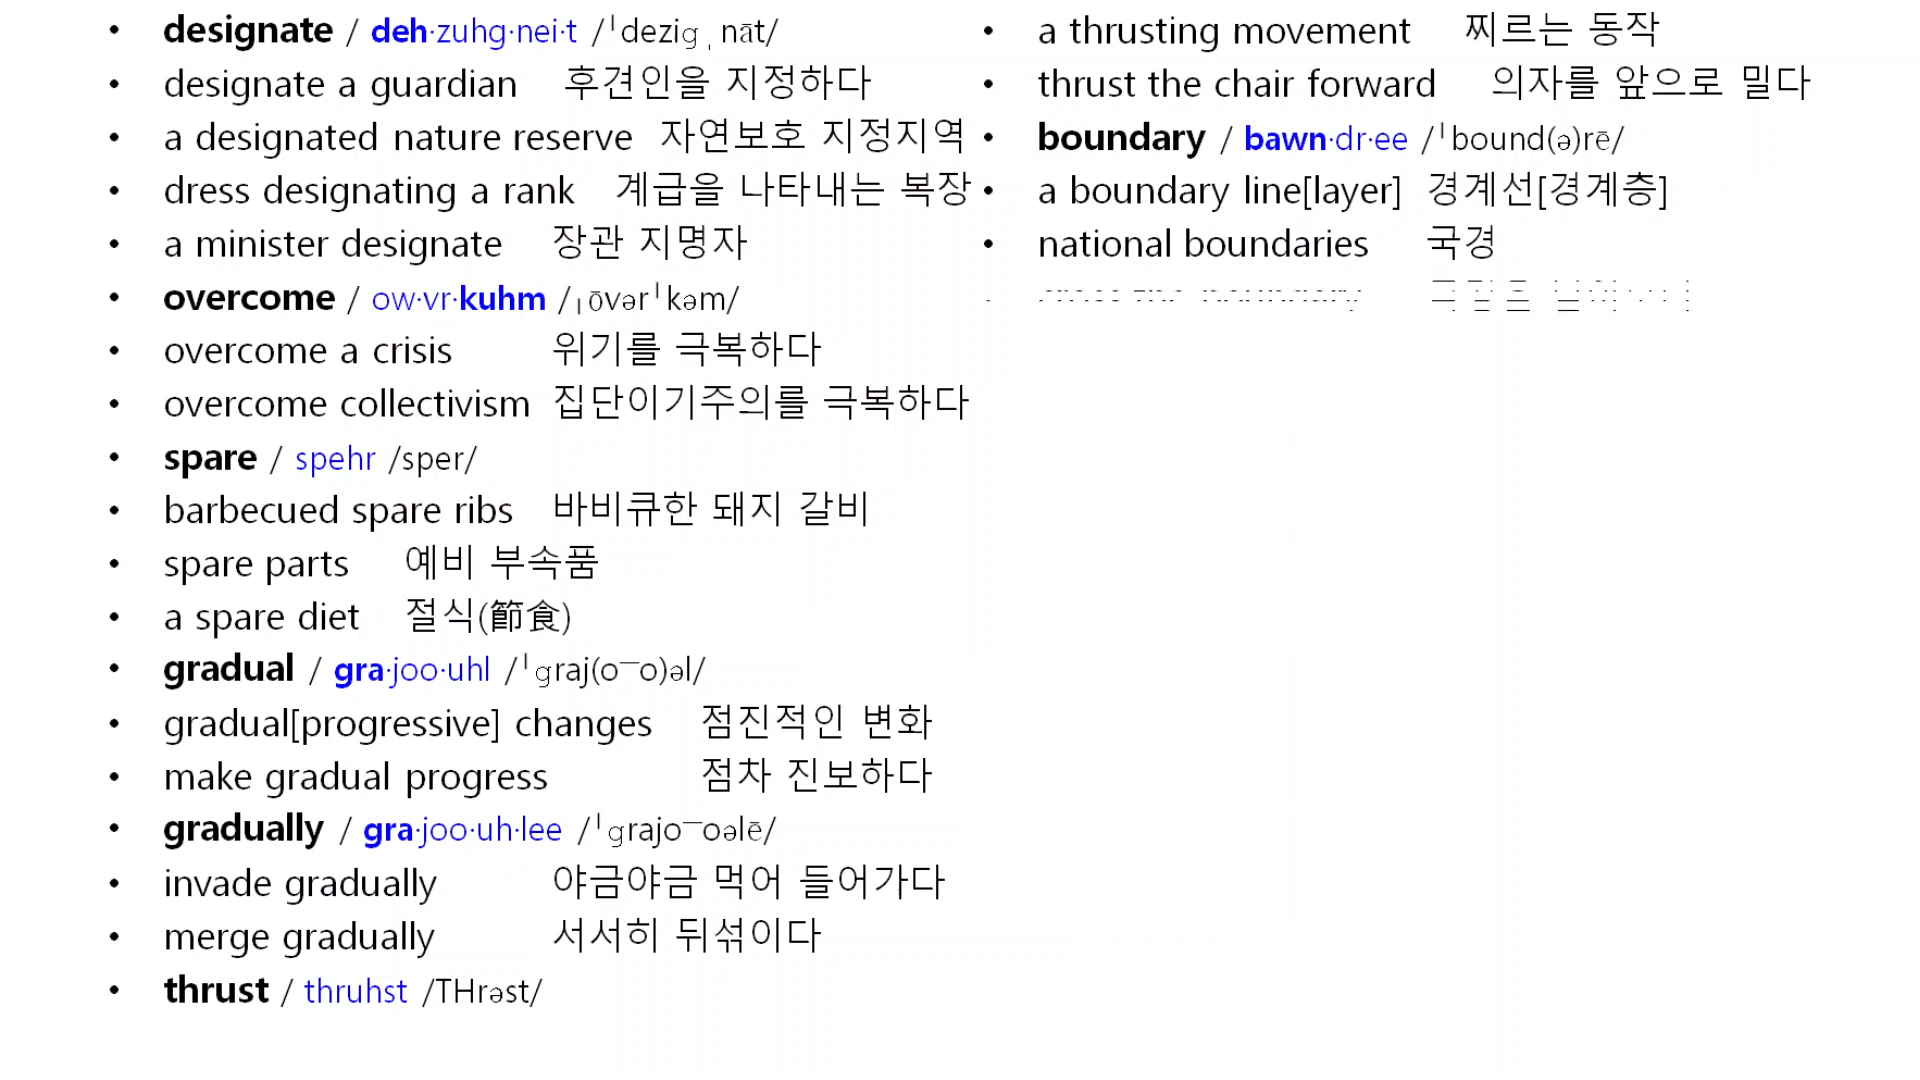 • designate / deh·zuhg·nei·t /ˈdeziɡˌnāt/
• designate a guardian 후견인을 지정하다
• a designated nature reserve 자연보호 지정지역
• dress designating a rank 계급을 나타내는 복장
• a minister designate 장관 지명자
• overcome / ow·vr·kuhm /ˌōvərˈkəm/
• overcome a crisis 위기를 극복하다
• overcome collectivism 집단이기주의를 극복하다
• spare / spehr /sper/
• barbecued spare ribs 바비큐한 돼지 갈비
• spare parts 예비 부속품
• a spare diet 절식(節食)
• gradual / gra·joo·uhl /ˈɡraj(o͞o)əl/
• gradual[progressive] changes 점진적인 변화
• make gradual progress 점차 진보하다
• gradually / gra·joo·uh·lee /ˈɡrajo͞oəlē/
• invade gradually 야금야금 먹어 들어가다
• merge gradually 서서히 뒤섞이다
• thrust / thruhst /THrəst/
• a thrusting movement 찌르는 동작
• thrust the chair forward 의자를 앞으로 밀다
• boundary / bawn·dr·ee /ˈbound(ə)rē/
• a boundary line[layer] 경계선[경계층]
• national boundaries 국경
• cross the boundary